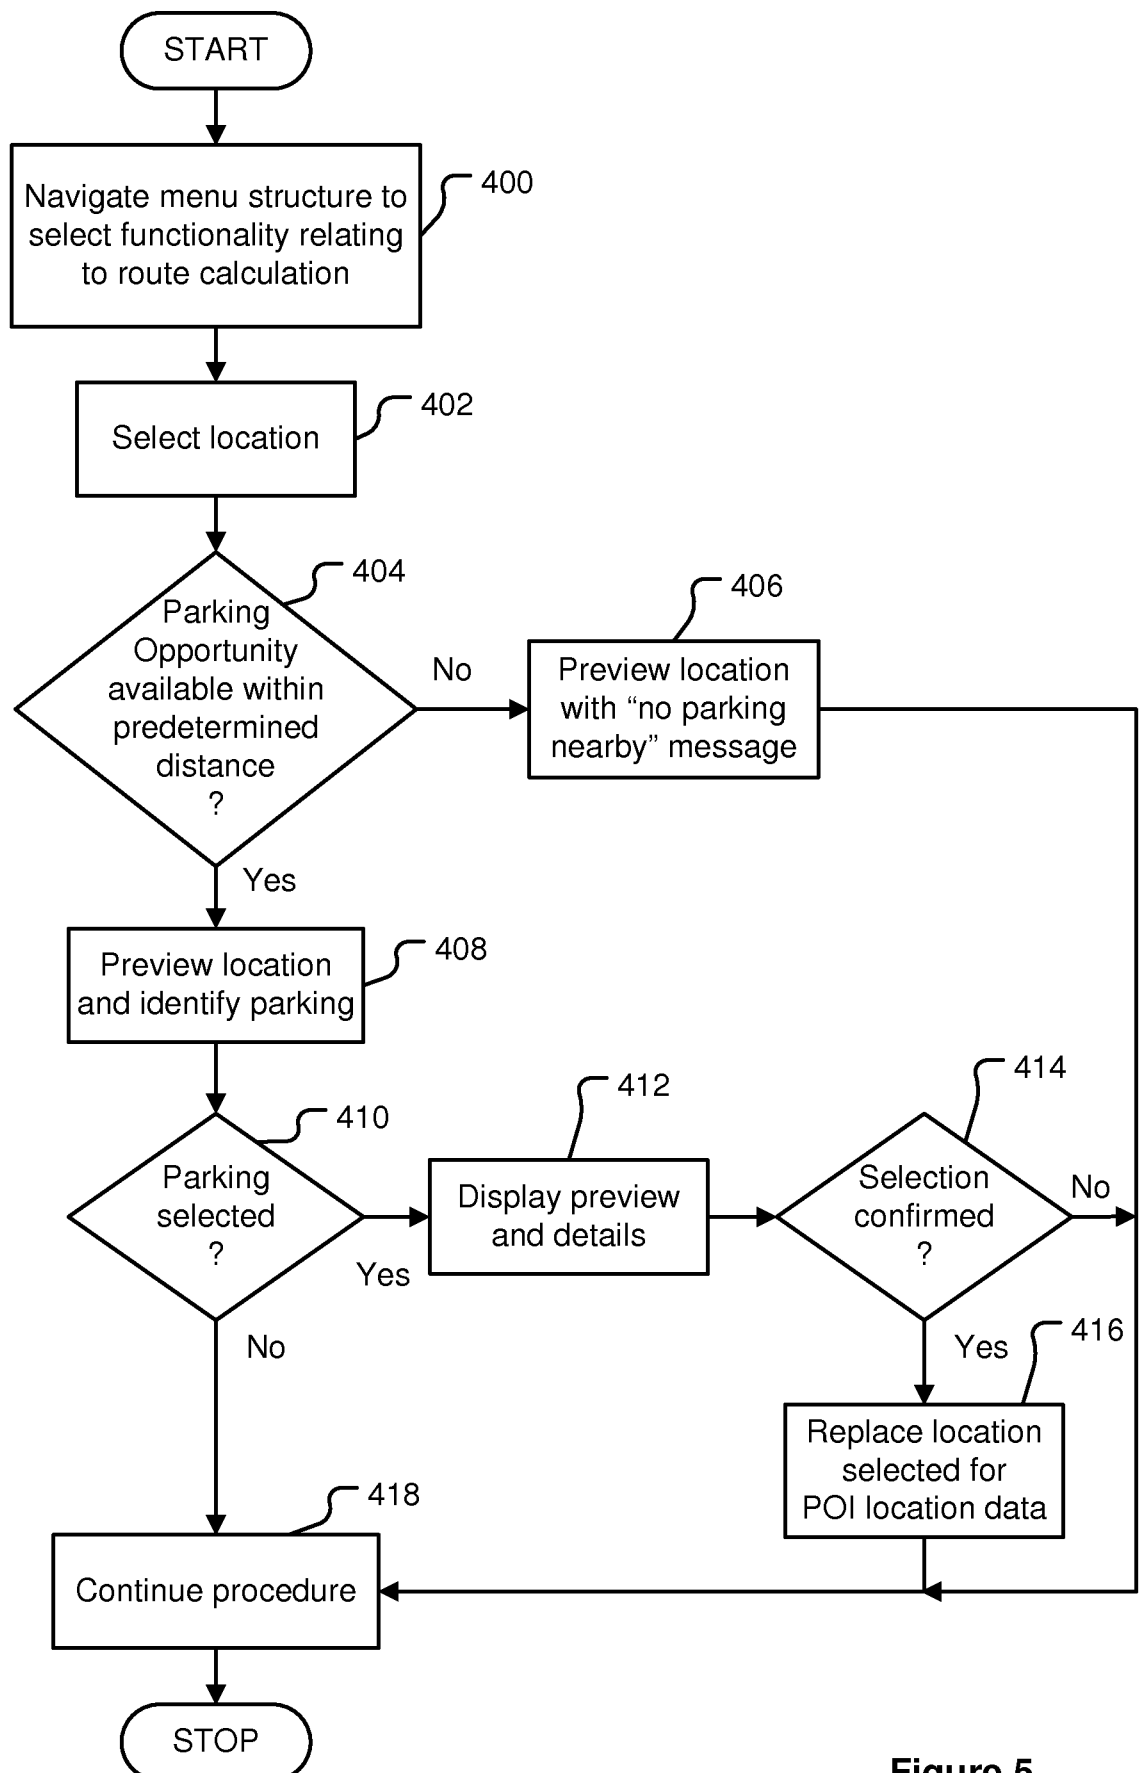 START
Navigate menu structure to
select functionality relating
to route calculation
400
Select location
402
404
Parking
Opportunity
available within
predetermined
distance
?
No
406
Preview location
with “no parking
nearby” message
Yes
Preview location
and identify parking
408
410
Parking
selected
?
Yes
No
412
Display preview
and details
414
Selection
confirmed
?
No
Yes
416
Replace location
selected for
POI location data
418
Continue procedure
STOP
Figure 5